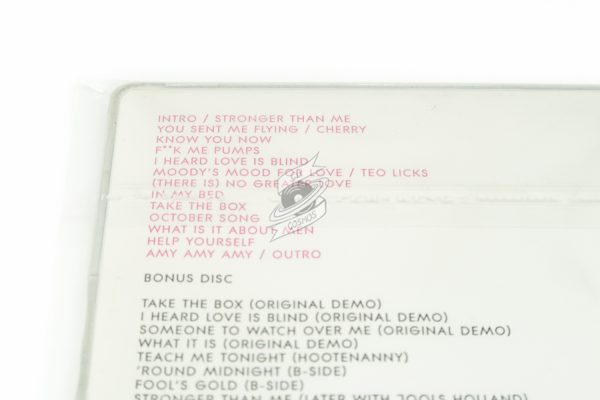 INTRO / STRONGER THAN ME
YOU SENT ME FLYING / CHERRY
KNOW YOU NOW
F**K ME PUMPS
I HEARD LOVE IS BLIND
MOODY'S MOOD FOR LOVE / TEO LICKS
(THERE IS) NO GREATER LOVE
IN MY BED
TAKE THE BOX
OCTOBER SONG
WHAT IS IT ABOUT MEN
HELP YOURSELF
AMY AMY AMY / OUTRO
COSMOS
BONUS DISC
TAKE THE BOX (ORIGINAL DEMO)
I HEARD LOVE IS BLIND (ORIGINAL DEMO)
SOMEONE TO WATCH OVER ME (ORIGINAL DEMO)
WHAT IT IS (ORIGINAL DEMO)
TEACH ME TONIGHT (HOOTENANNY)
'ROUND MIDNIGHT (B-SIDE)
FOOL'S GOLD (B-SIDE)
STRONGER THAN ME (LATER WITH JOOLS HOLLAND)